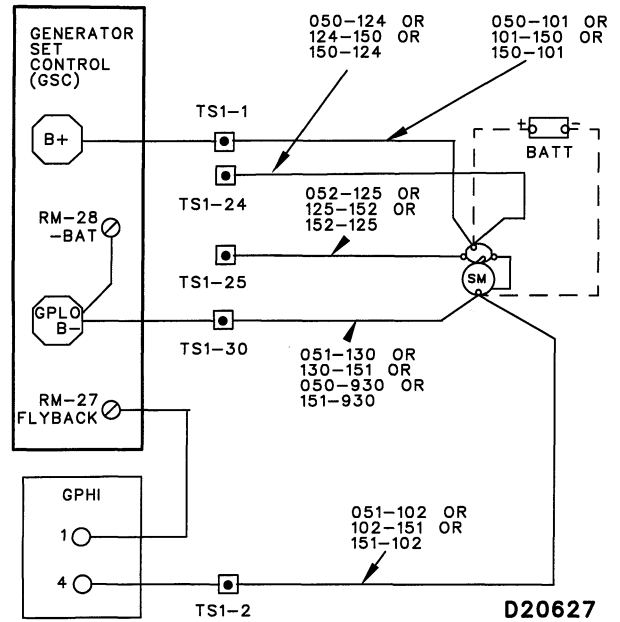 GENERATOR
SET
CONTROL
(GSC)
050-124 OR
124-150 OR
150-124
050-101 OR
101-150 OR
150-101
TS1-1
B+
+ -
BATT
TS1-24
052-125 OR
125-152 OR
152-125
RM-28
-BAT
TS1-25
SM
GPLO
B-
TS1-30
051-130 OR
130-151 OR
050-930 OR
151-930
RM-27
FLYBACK
GPHI
1
051-102 OR
102-151 OR
151-102
4
TS1-2
D20627